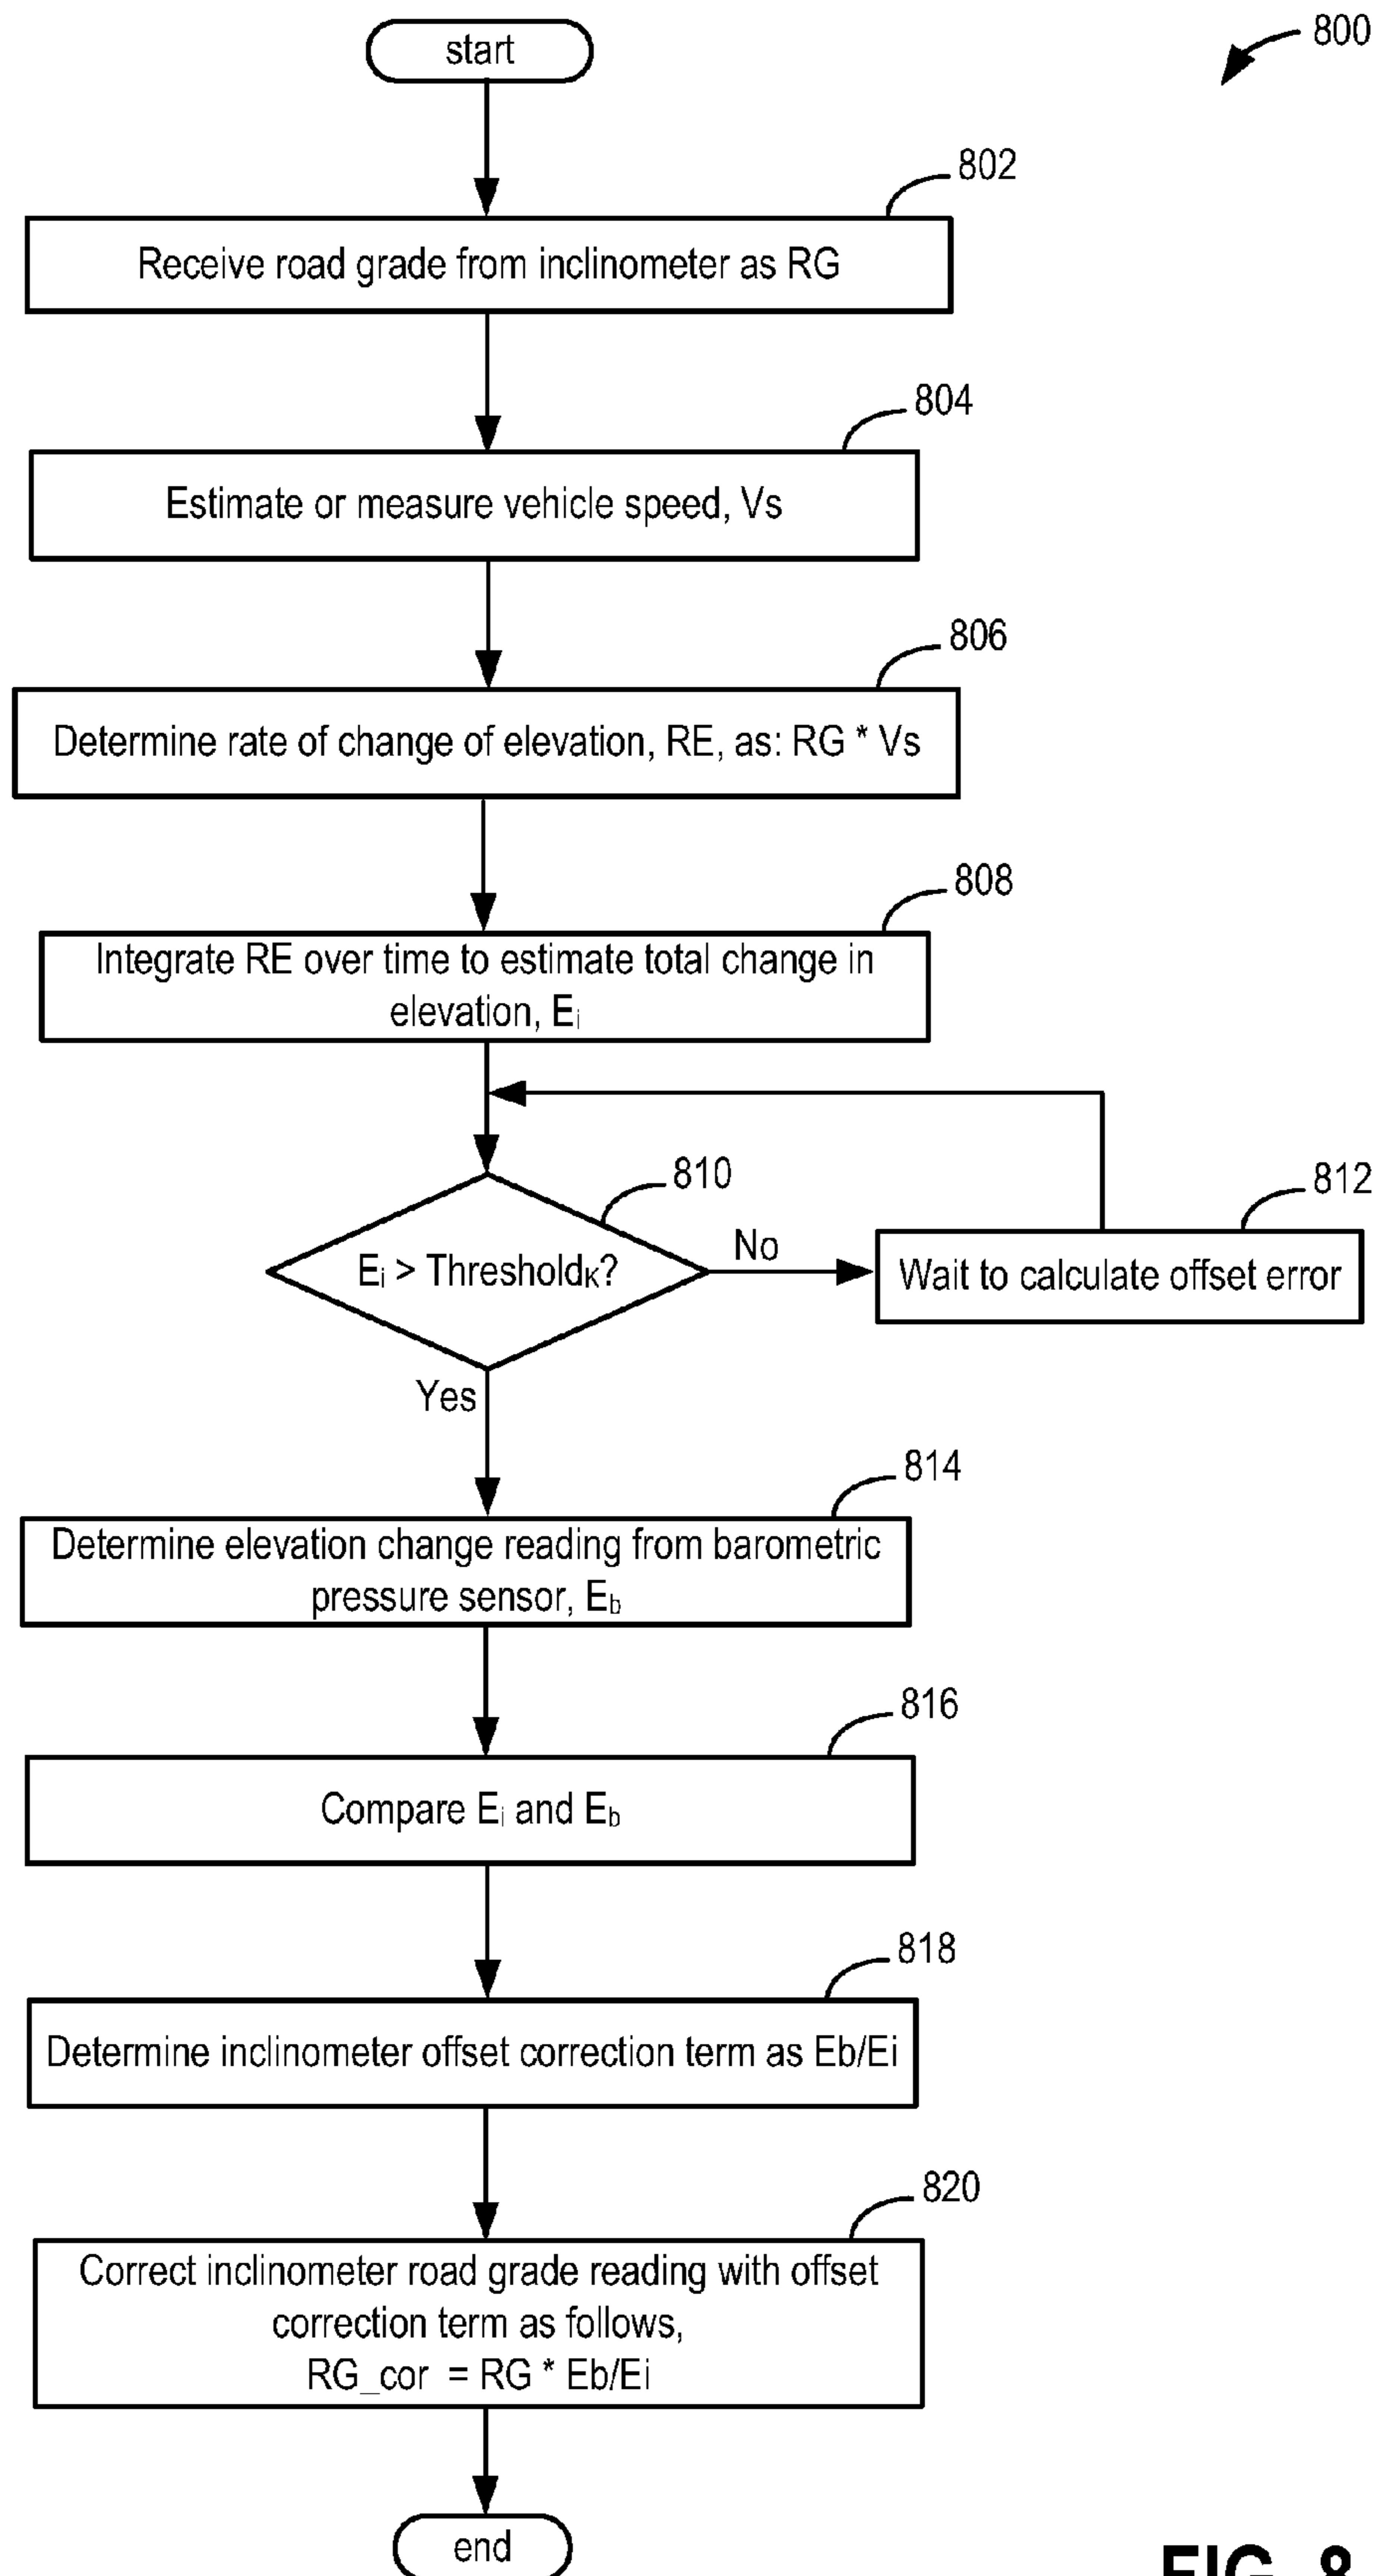 start
800
802
Receive road grade from inclinometer as RG
804
Estimate or measure vehicle speed, Vs
806
Determine rate of change of elevation, RE, as: RG * Vs
808
Integrate RE over time to estimate total change in
elevation, Ei
810
812
Ei > ThresholdK?
No
Wait to calculate offset error
Yes
814
Determine elevation change reading from barometric
pressure sensor, Eb
816
Compare Ei and Eb
818
Determine inclinometer offset correction term as Eb/Ei
820
Correct inclinometer road grade reading with offset
correction term as follows,
RG_cor = RG * Eb/Ei
end
FIG. 8